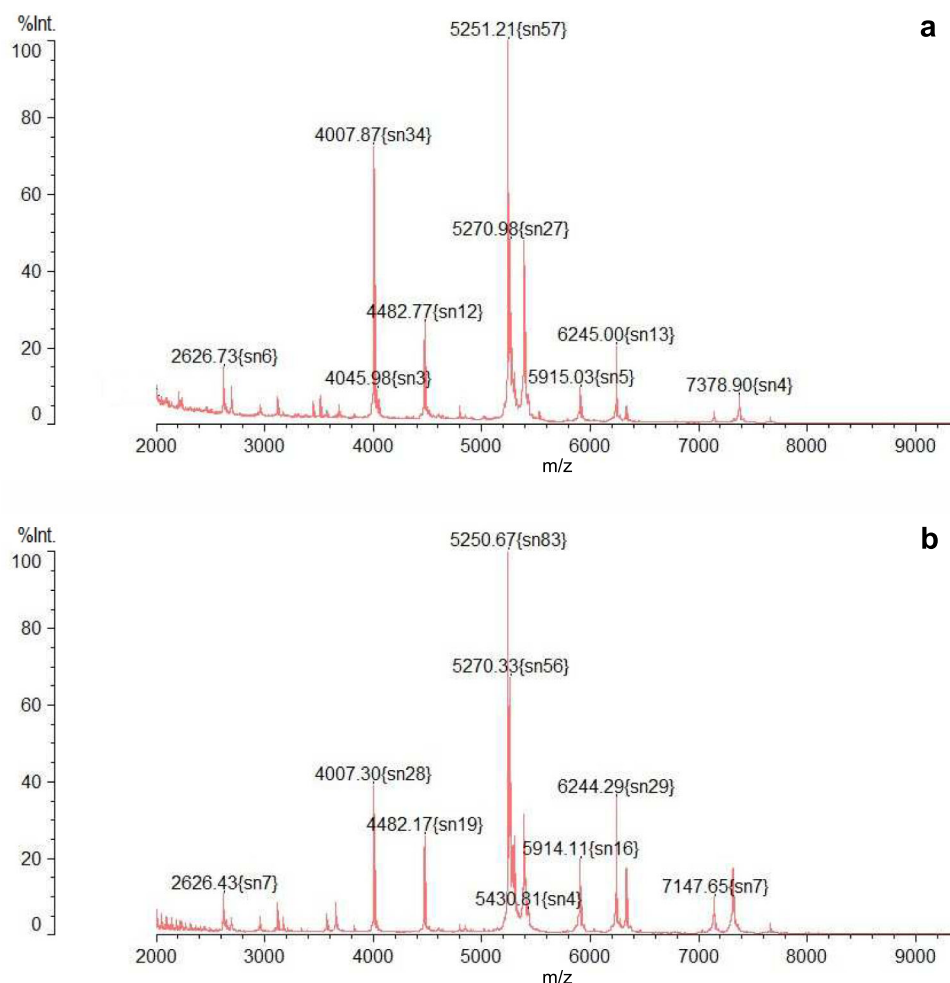 %Int.
a
5251.21{sn57}
100
80
4007.87{sn34}
60
5270.98{sn27}
40
4482.77{sn12}
6245.00{sn13}
20
2626.73{sn6}
4045.98{sn3}
5915.03{sn5}
7378.90{sn4}
0
2000 3000 4000 5000 6000 7000 8000 9000
m/z
%Int.
b
5250.67{sn83}
100
80
5270.33{sn56}
60
4007.30{sn28}
6244.29{sn29}
40
4482.17{sn19}
5914.11{sn16}
20
2626.43{sn7}
5430.81{sn4}
7147.65{sn7}
0
2000 3000 4000 5000 6000 7000 8000 9000
m/z